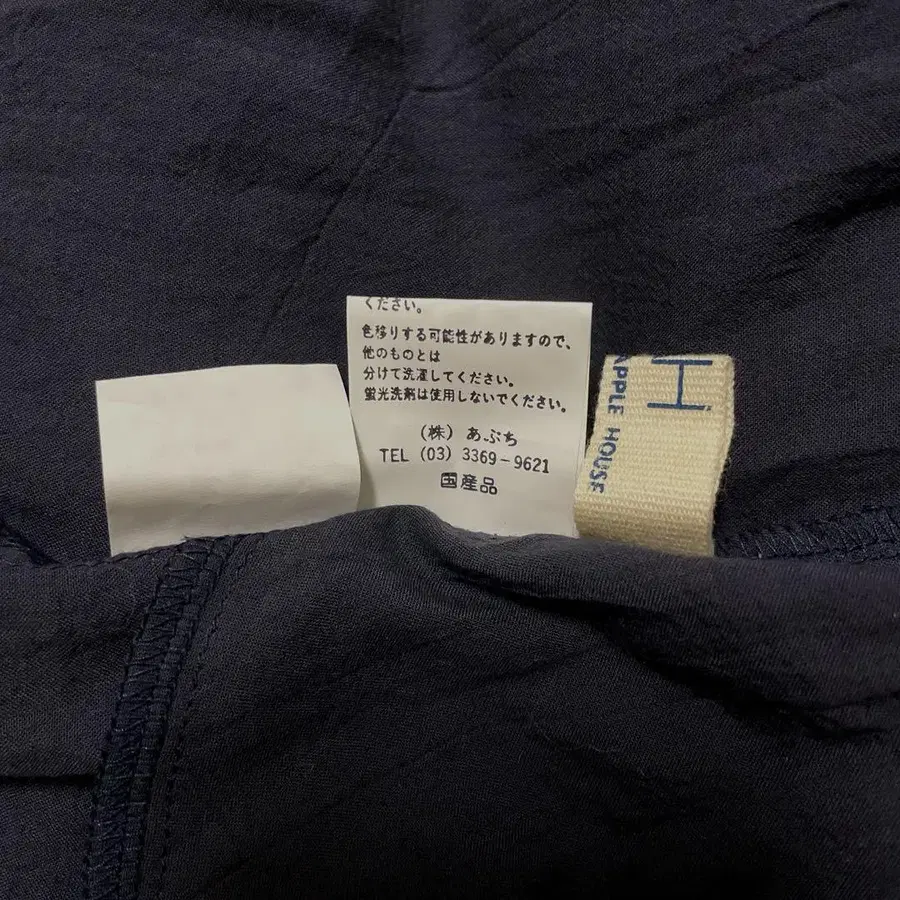 ください。
色移りする可能性がありますので、
他のものとは
分けて洗濯してください。
蛍光洗剤は使用しないでください。
(株) あぷち
TEL (03) 3369-9621
国産品
H
APPLE HOUSE